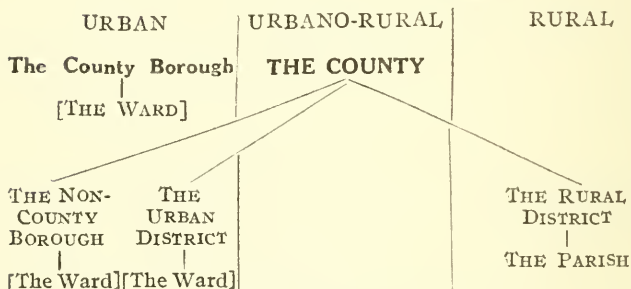 URBAN URBANO-RURAL RURAL
The County Borough THE COUNTY
[THE WARD]
THE NON-COUNTY BOROUGH
THE URBAN DISTRICT
THE RURAL DISTRICT
THE PARISH
[The Ward][The Ward]